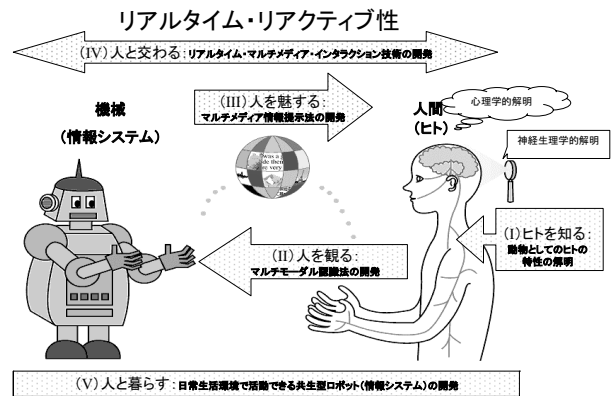 リアルタイム・リアクティブ性
(Ⅳ)人と交わる：リアルタイム・マルチメディア・インタラクション技術の開発
機械
(情報システム)
(Ⅲ)人を魅する：
マルチメディア情報提示法の開発
人間
(ヒト)
心理学的解明
神経生理学的解明
was a
ide then
ere very
(Ⅰ)ヒトを知る：
動物としてのヒトの
特性の解明
(Ⅱ)人を観る：
マルチモーダル認識法の開発
(Ⅴ)人と暮らす：日常生活環境で活動できる共生型ロボット(情報システム)の開発